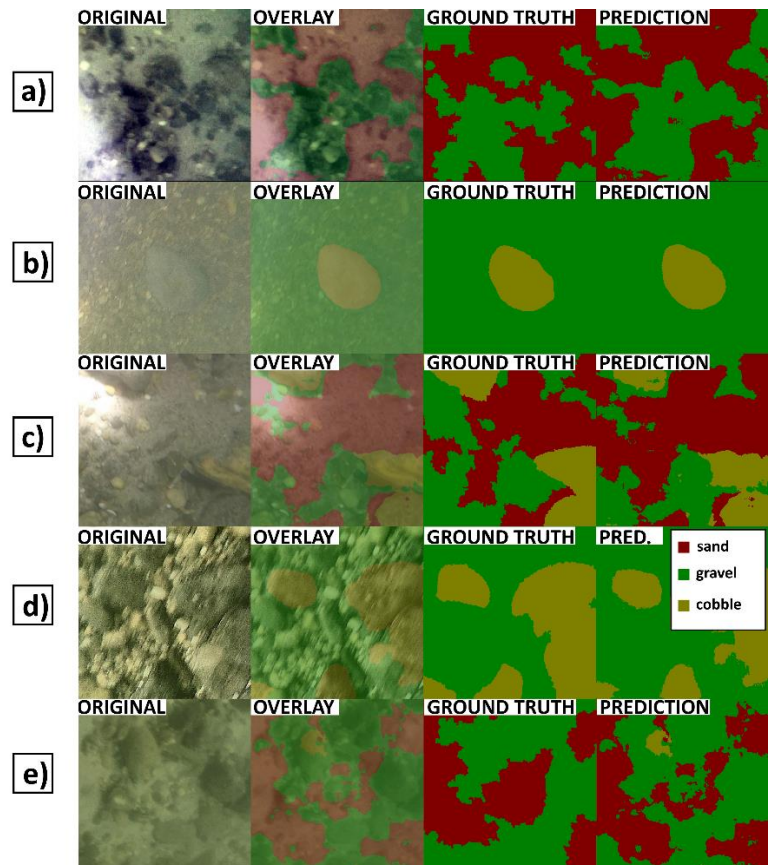 ORIGINAL OVERLAY GROUND TRUTH PREDICTION
a)
ORIGINAL OVERLAY GROUND TRUTH PREDICTION
b)
ORIGINAL OVERLAY GROUND TRUTH PREDICTION
c)
ORIGINAL OVERLAY GROUND TRUTH PRED.
d)
sand
gravel
cobble
ORIGINAL OVERLAY GROUND TRUTH PREDICTION
e)